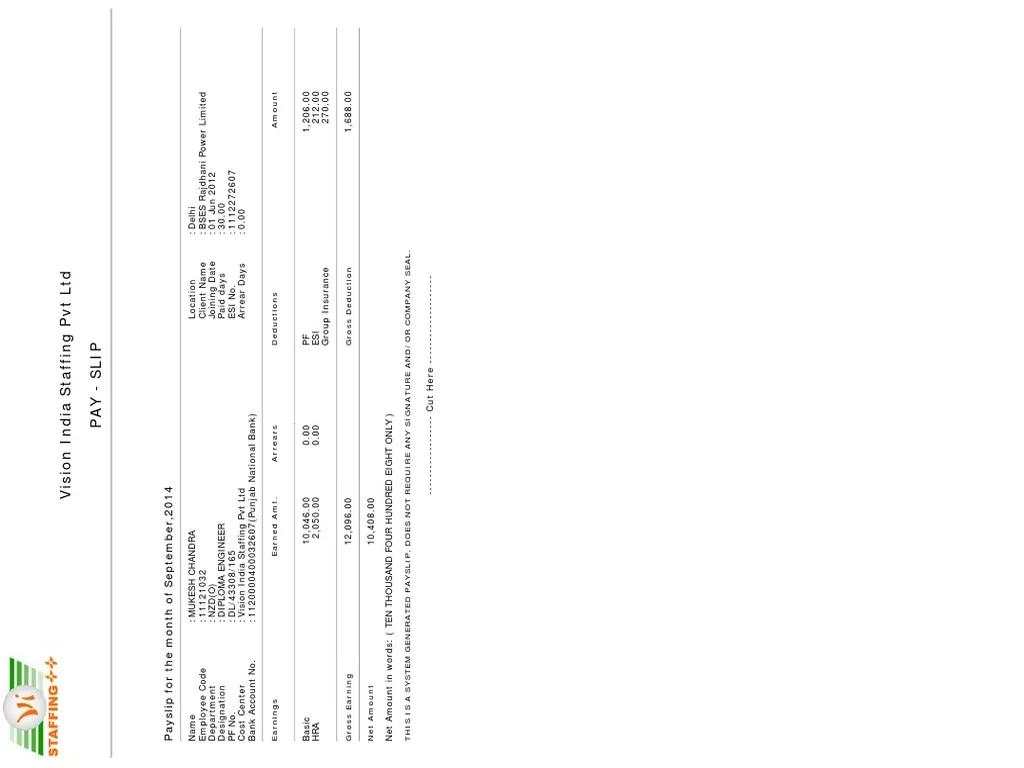 Vi
STAFFING++
Vision India Staffing Pvt Ltd
PAY - SLIP
Payslip for the month of September,2014
Name : MUKESH CHANDRA Location : Delhi
Employee Code : 11121032 Client Name : BSES Rajdhani Power Limited
Department : NZD(O) Joining Date : 01 Jun 2012
Designation : DIPLOMA ENGINEER Paid days : 30.00
PF No. : DL/43308/165 ESI No. : 1112272607
Cost Center : Vision India Staffing Pvt Ltd Arrear Days : 0.00
Bank Account No. : 1120000400032607(Punjab National Bank)
Earnings Earned Amt. Arrears Deductions Amount
Basic 10,046.00 0.00 PF 1,206.00
HRA 2,050.00 0.00 ESI 212.00
Group Insurance 270.00
Gross Earning 12,096.00 Gross Deduction 1,688.00
Net Amount 10,408.00
Net Amount in words: ( TEN THOUSAND FOUR HUNDRED EIGHT ONLY)
THIS IS A SYSTEM GENERATED PAYSLIP, DOES NOT REQUIRE ANY SIGNATURE AND/OR COMPANY SEAL.
------------------ Cut Here --------------------